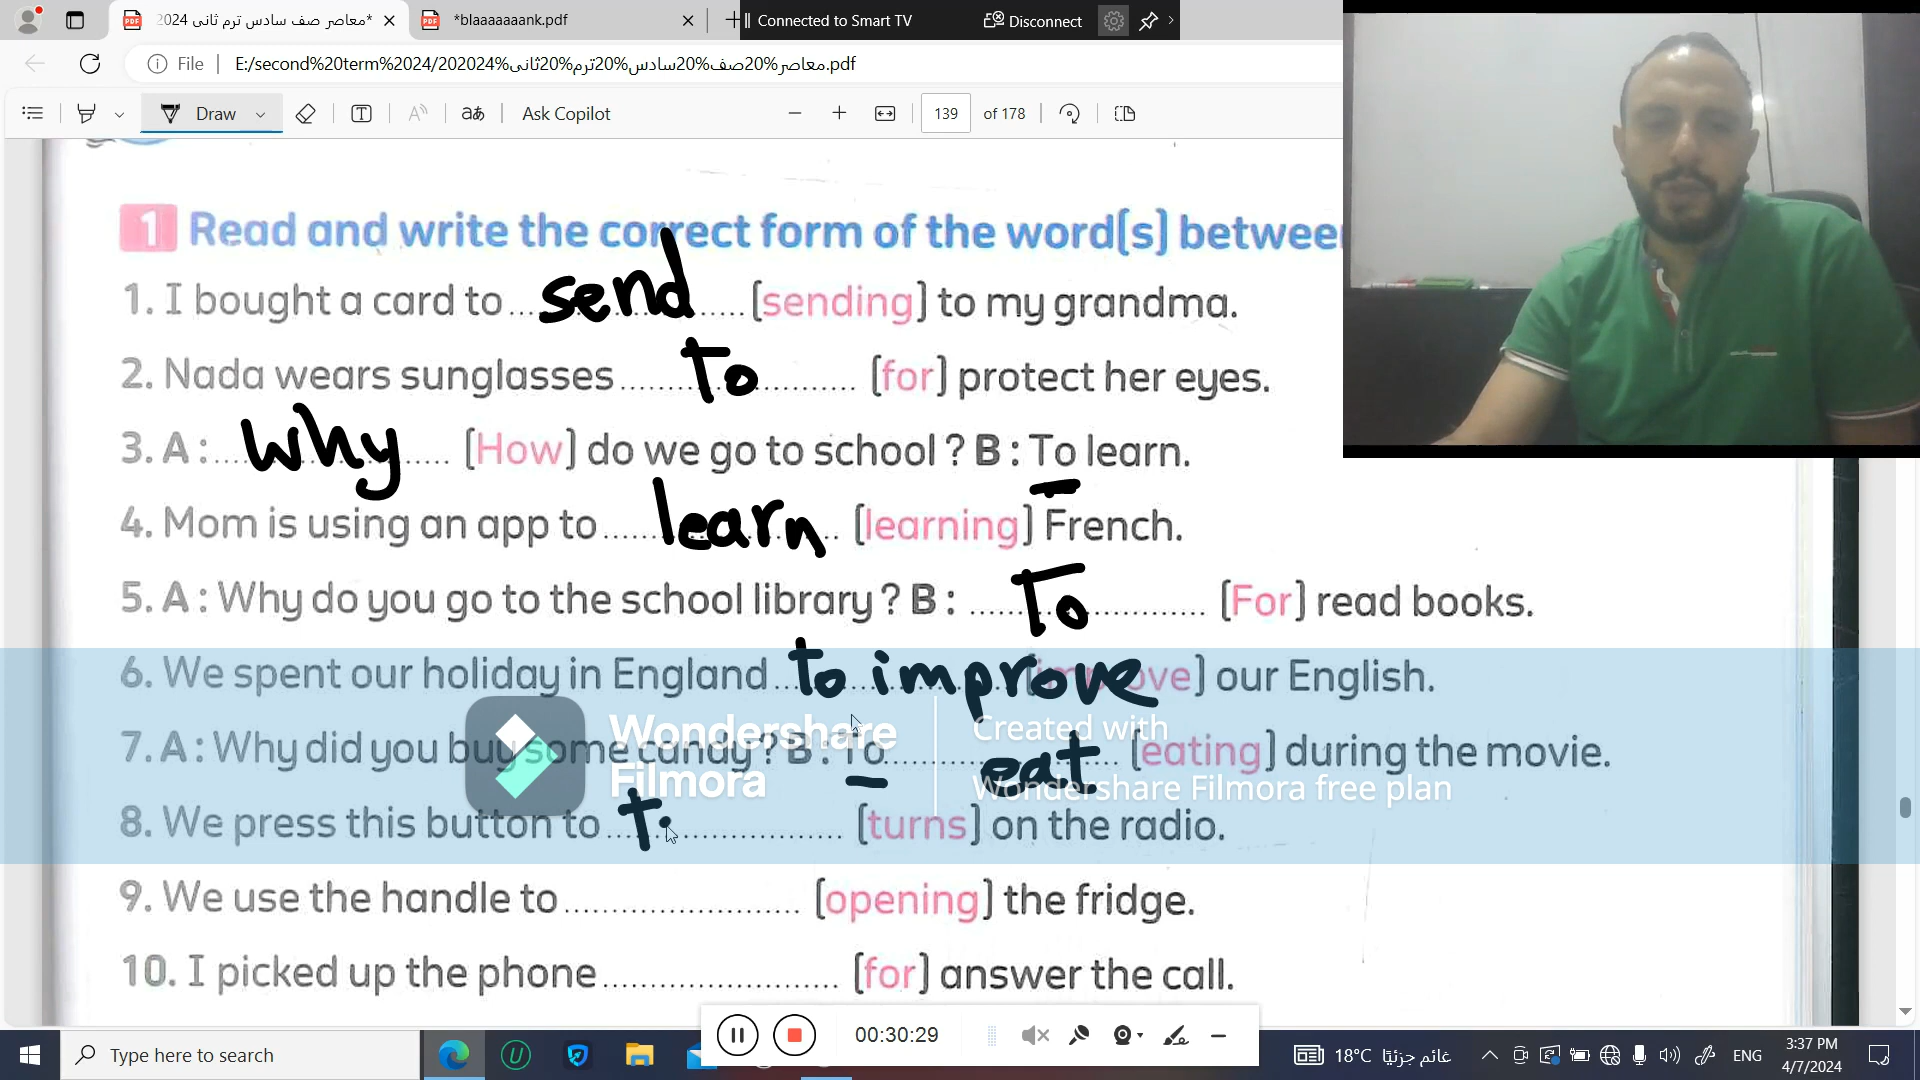 معاصر صف سادس ترم ثانى 2024*
*blaaaaaaank.pdf
Connected to Smart TV
Disconnect
File
E:/second%20term%2024/202024%معاصر%20صف%20سادس%20ترم%20ثانى.pdf
Draw
Ask Copilot
139 of 178
1 Read and write the correct form of the word(s)
1. I bought a card to send (sending) to my grandma.
2. Nada wears sunglasses to (for) protect her eyes.
3. A : Why (How) do we go to school ? B : To learn.
4. Mom is using an app to learn (learning) French.
5. A : Why do you go to the school library ? B : To (For) read books.
6. We spent our holiday in England to improve (improve) our English.
7. A : Why did you buy some candy ? B : To eat (eating) during the movie.
8. We press this button to (turns) on the radio.
9. We use the handle to (opening) the fridge.
10. I picked up the phone (for) answer the call.
Wondershare
Filmora
Created with
Wondershare Filmora free plan
00:30:29
Type here to search
18°C غائم جزئيًا
ENG
3:37 PM
4/7/2024